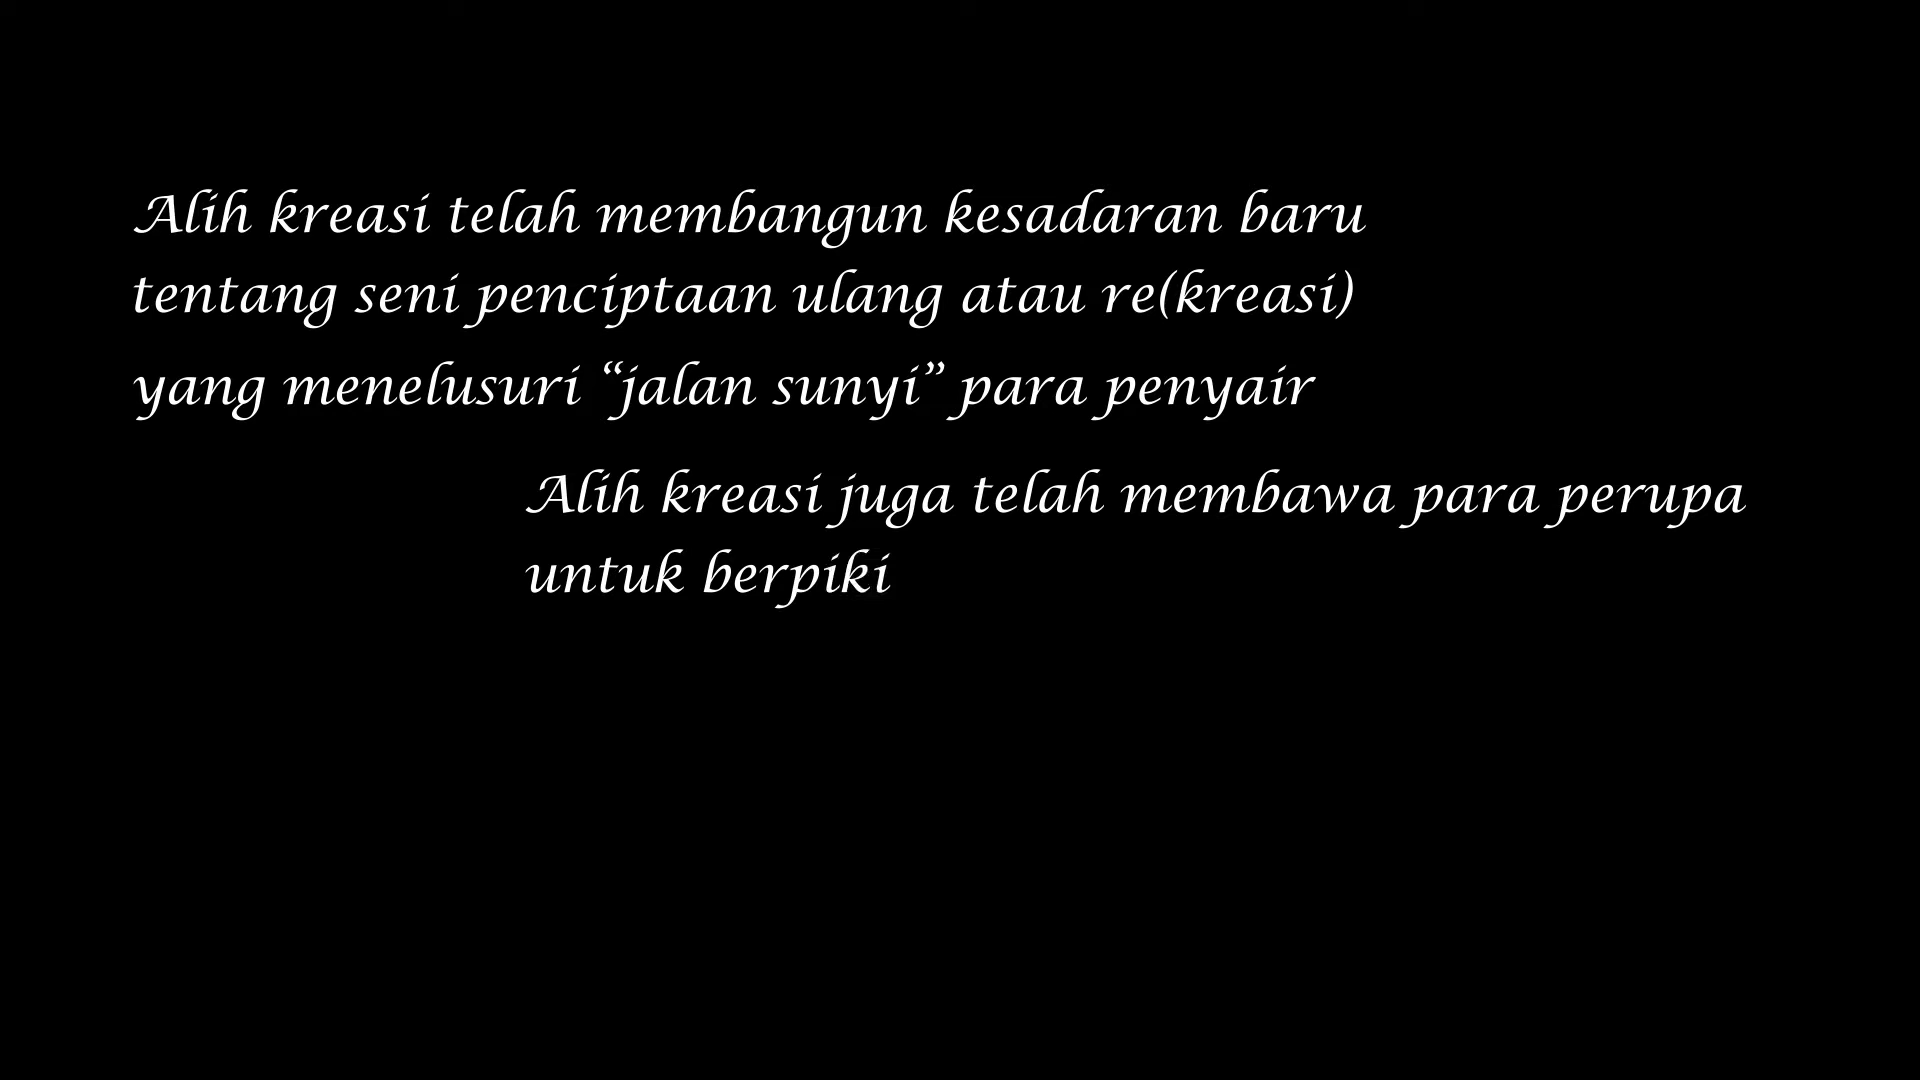 Alih kreasi telah membangun kesadaran baru
tentang seni penciptaan ulang atau re(kreasi)
yang menelusuri “jalan sunyi” para penyair
Alih kreasi juga telah membawa para perupa
untuk berpiki